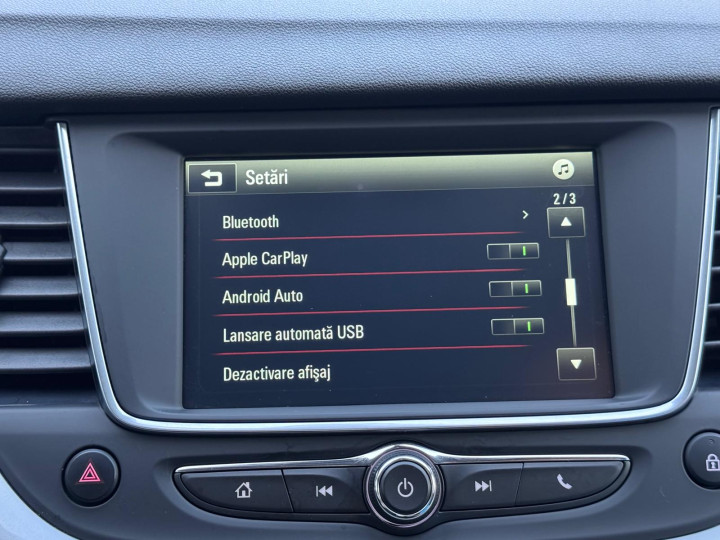 Setări
2/3
Bluetooth
Apple CarPlay
Android Auto
Lansare automată USB
Dezactivare afişaj